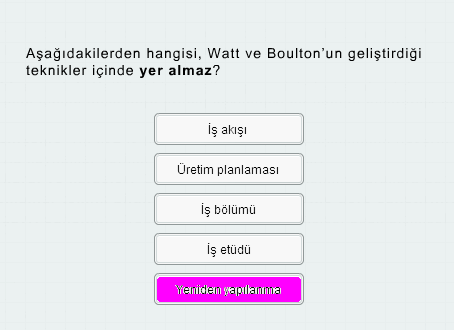 Aşağıdakilerden hangisi, Watt ve Boulton'un geliştirdiği
teknikler içinde yer almaz?
İş akışı
Üretim planlaması
İş bölümü
İş etüdü
Yeniden yapılanma